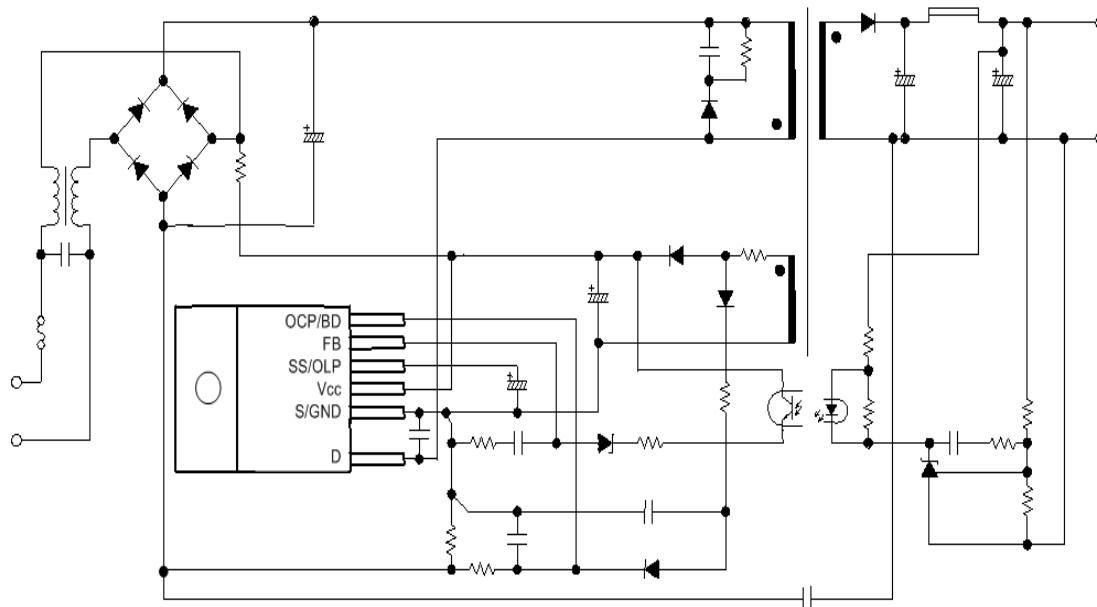 OCP/BD
FB
SS/OLP
Vcc
S/GND
D